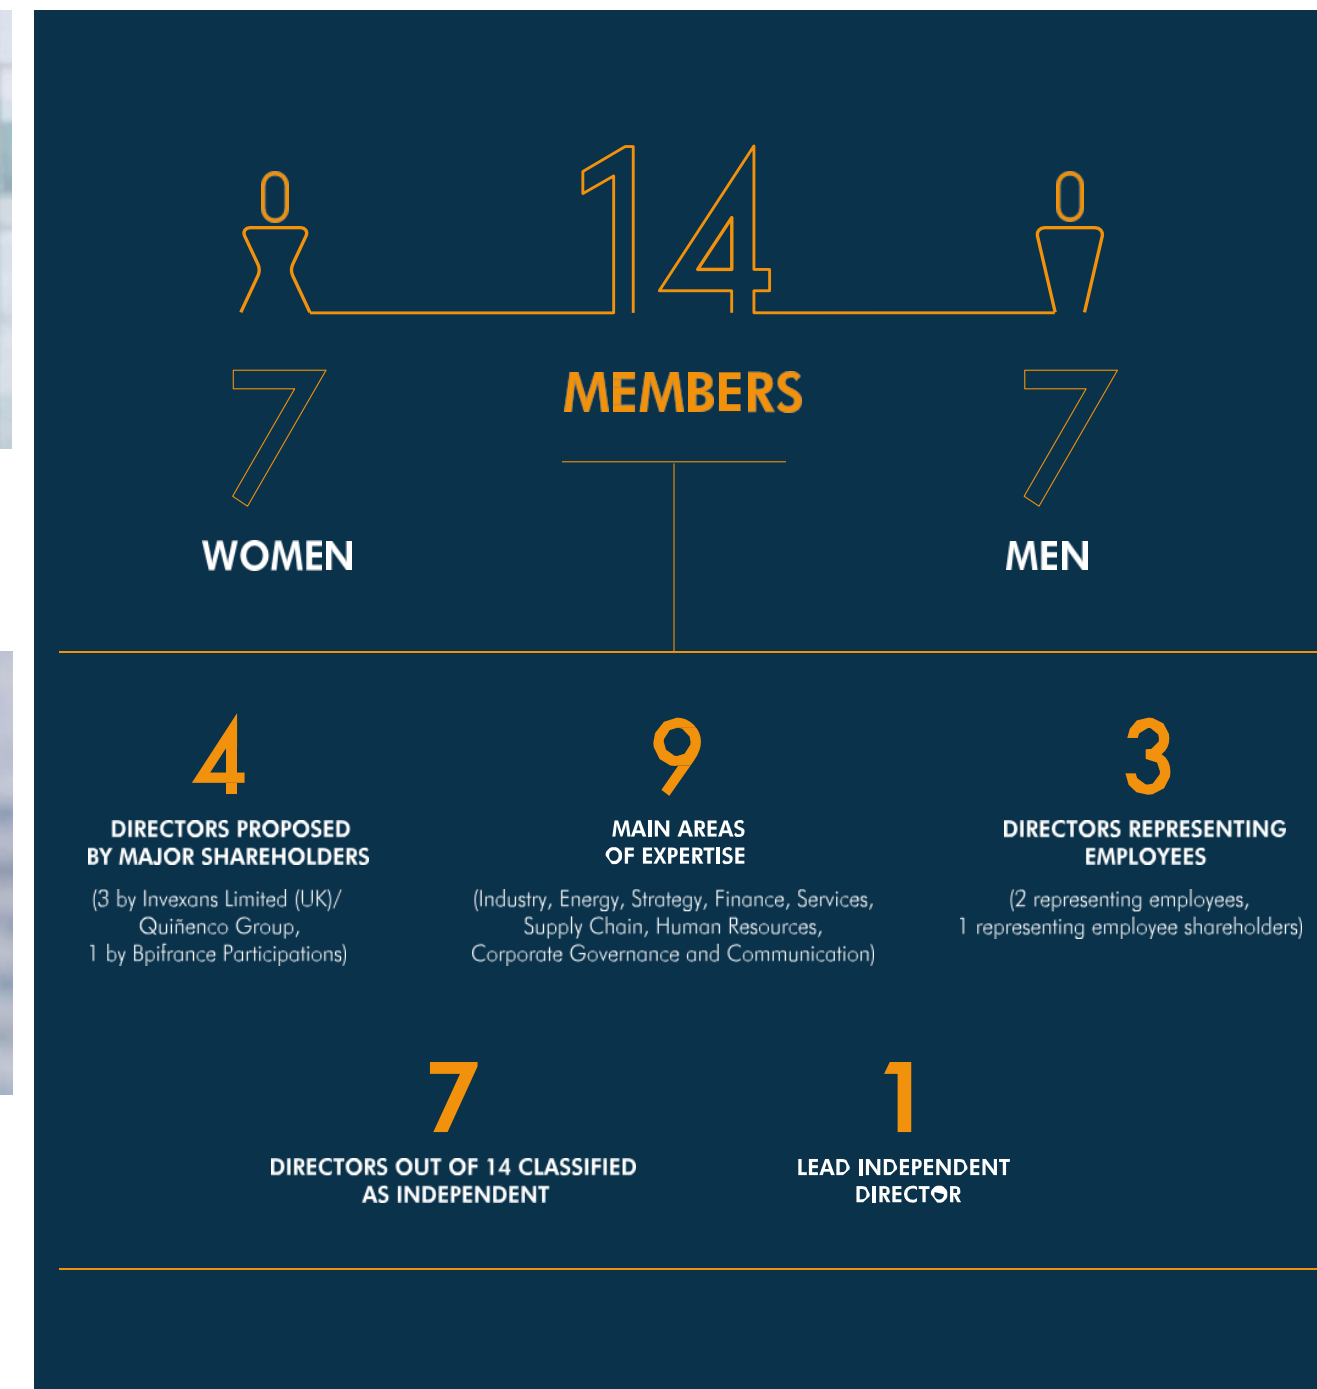 14
MEMBERS
7
WOMEN
7
MEN
4
DIRECTORS PROPOSED
BY MAJOR SHAREHOLDERS
(3 by Invexans Limited (UK)/
Quiñenco Group,
1 by Bpifrance Participations)
9
MAIN AREAS
OF EXPERTISE
(Industry, Energy, Strategy, Finance, Services,
Supply Chain, Human Resources,
Corporate Governance and Communication)
3
DIRECTORS REPRESENTING
EMPLOYEES
(2 representing employees,
1 representing employee shareholders)
7
DIRECTORS OUT OF 14 CLASSIFIED
AS INDEPENDENT
1
LEAD INDEPENDENT
DIRECTOR